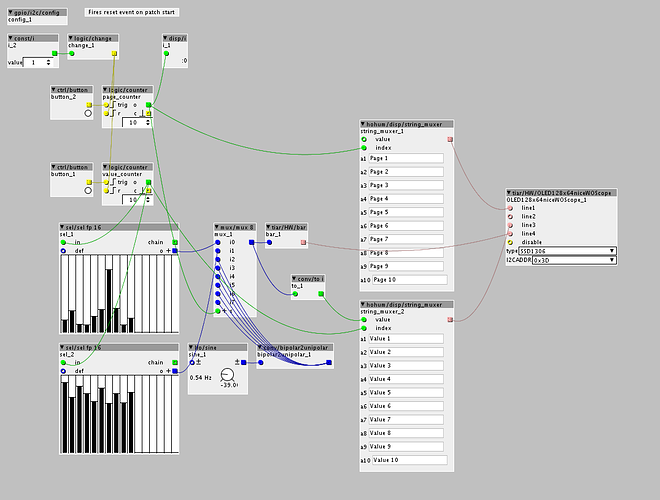 gpio/i2c/config
config_1
Fires reset event on patch start
const/i
i_2
value 1
logic/change
change_1
disp/i
i_1
:0
ctrl/button
button_2
logic/counter
page_counter
trig o
r c
10
ctrl/button
button_1
logic/counter
value_counter
trig o
r c
10
hohum/disp/string_muxer
string_muxer_1
value
index
a1 Page 1
a2 Page 2
a3 Page 3
a4 Page 4
a5 Page 5
a6 Page 6
a7 Page 7
a8 Page 8
a9 Page 9
a10 Page 10
tiar/HW/OLED128x64niceWOScope
OLED128x64niceWOScope_1
line1
line2
line3
line4
disable
type SSD1306
I2CADDR 0x3D
sel/sel fp 16
sel_1
in chain
def o
mux/mux 8
mux_1
i0
i1
i2
i3
i4
i5
i6
i7
s
tiar/HW/bar
bar_1
conv/to i
to_1
hohum/disp/string_muxer
string_muxer_2
value
index
a1 Value 1
a2 Value 2
a3 Value 3
a4 Value 4
a5 Value 5
a6 Value 6
a7 Value 7
a8 Value 8
a9 Value 9
a10 Value 10
sel/sel fp 16
sel_2
in chain
def o
lfo/sine
sine_1
0.54 Hz
-39.00
conv/bipolar2unipolar
bipolar2unipolar_1